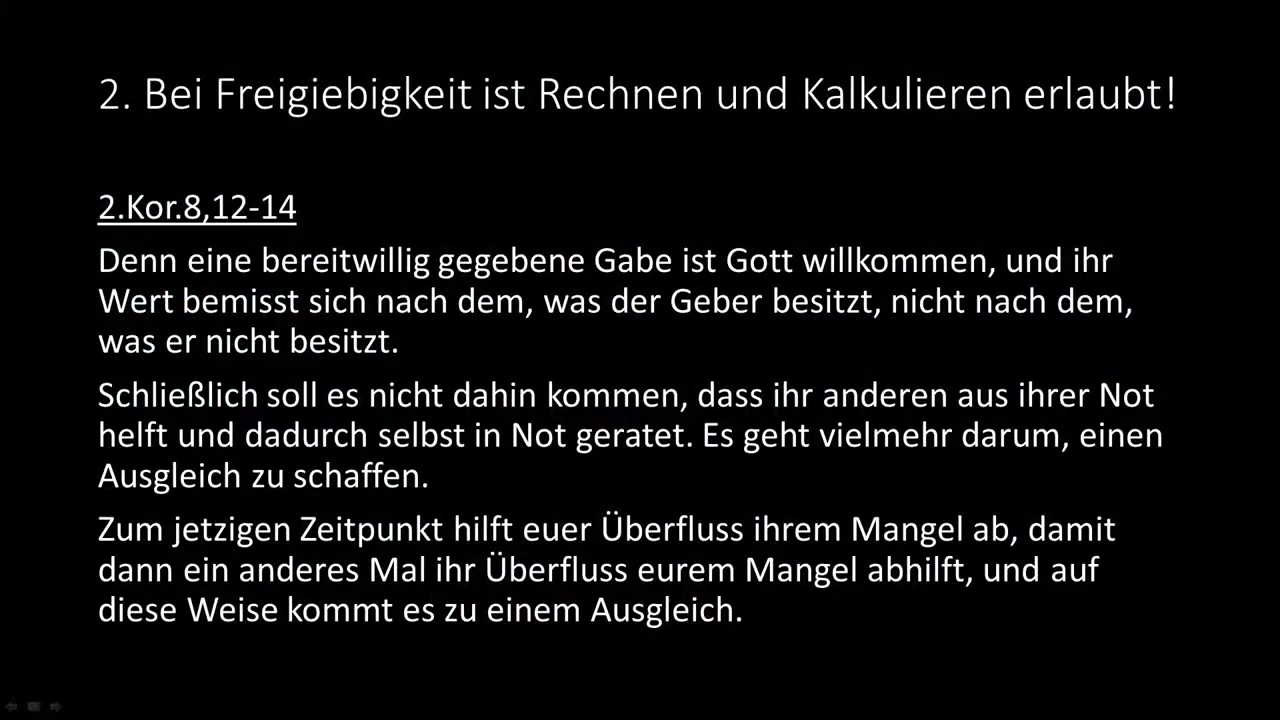 2. Bei Freigiebigkeit ist Rechnen und Kalkulieren erlaubt!
2.Kor.8,12-14
Denn eine bereitwillig gegebene Gabe ist Gott willkommen, und ihr
Wert bemisst sich nach dem, was der Geber besitzt, nicht nach dem,
was er nicht besitzt.
Schließlich soll es nicht dahin kommen, dass ihr anderen aus ihrer Not
helft und dadurch selbst in Not geratet. Es geht vielmehr darum, einen
Ausgleich zu schaffen.
Zum jetzigen Zeitpunkt hilft euer Überfluss ihrem Mangel ab, damit
dann ein anderes Mal ihr Überfluss eurem Mangel abhilft, und auf
diese Weise kommt es zu einem Ausgleich.